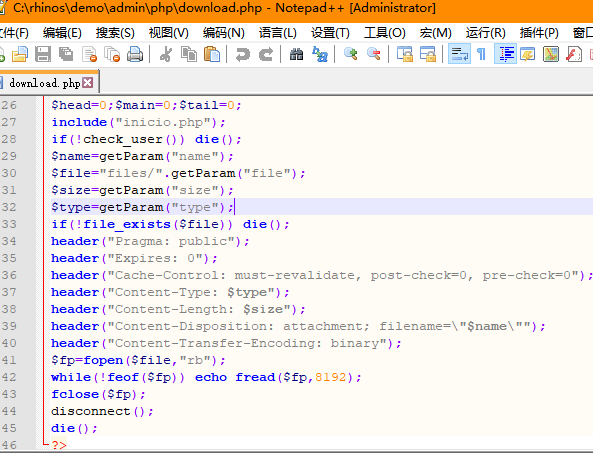 C:\rhinos\demo\admin\php\download.php - Notepad++ [Administrator]
文件(F) 编辑(E) 搜索(S) 视图(V) 编码(N) 语言(L) 设置(T) 工具(O) 宏(M) 运行(R) 插件(P) 窗口
download.php
26 $head=0;$main=0;$tail=0;
27 include("inicio.php");
28 if(!check_user()) die();
29 $name=getParam("name");
30 $file="files/".getParam("file");
31 $size=getParam("size");
32 $type=getParam("type");
33 if(!file_exists($file)) die();
34 header("Pragma: public");
35 header("Expires: 0");
36 header("Cache-Control: must-revalidate, post-check=0, pre-check=0");
37 header("Content-Type: $type");
38 header("Content-Length: $size");
39 header("Content-Disposition: attachment; filename=\"$name\"");
40 header("Content-Transfer-Encoding: binary");
41 $fp=fopen($file,"rb");
42 while(!feof($fp)) echo fread($fp,8192);
43 fclose($fp);
44 disconnect();
45 die();
46 ?>